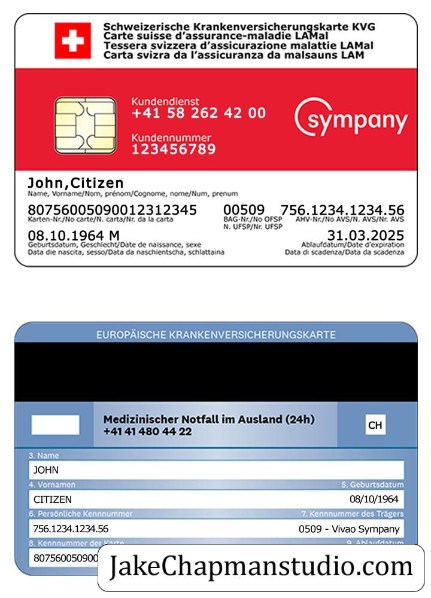 Schweizerische Krankenversicherungskarte KVG
Carte suisse d'assurance-maladie LAMal
Tessera svizzera d'assicurazione malattie LAMal
Carta svizra da l'assicuranza da malsauns LAM
Kundendienst
+41 58 262 42 00
sympany
Kundennummer
123456789
John,Citizen
Name, Vorname/Nom, prénom/Cognome, nome/Num, prenum
80756005090012312345 00509 756.1234.1234.56
Karten-Nr./No carte/N. carta/Nr. da la carta BAG-Nr./No OFSP AHV-Nr./No AVS/N. AVS/Nr. AVS
N. UFSP/Nr. UFSP
08.10.1964 M 31.03.2025
Geburtsdatum, Geschlecht/Date de naissance, sexe Ablaufdatum/Date d'expiration
Data die nascita, sesso/Data da naschientscha, schlattaina Data di scadenza/Data da scadenza
EUROPÄISCHE KRANKENVERSICHERUNGSKARTE
Medizinischer Notfall im Ausland (24h)
+41 41 480 44 22
CH
3. Name
JOHN
4. Vornamen 5. Geburtsdatum
CITIZEN 08/10/1964
6. Persönliche Kennnummer 7. Kennnummer des Trägers
756.1234.1234.56 0509 - Vivao Sympany
8. Kennnummer der Karte 9. Ablaufdatum
807560050900
JakeChapmanstudio.com